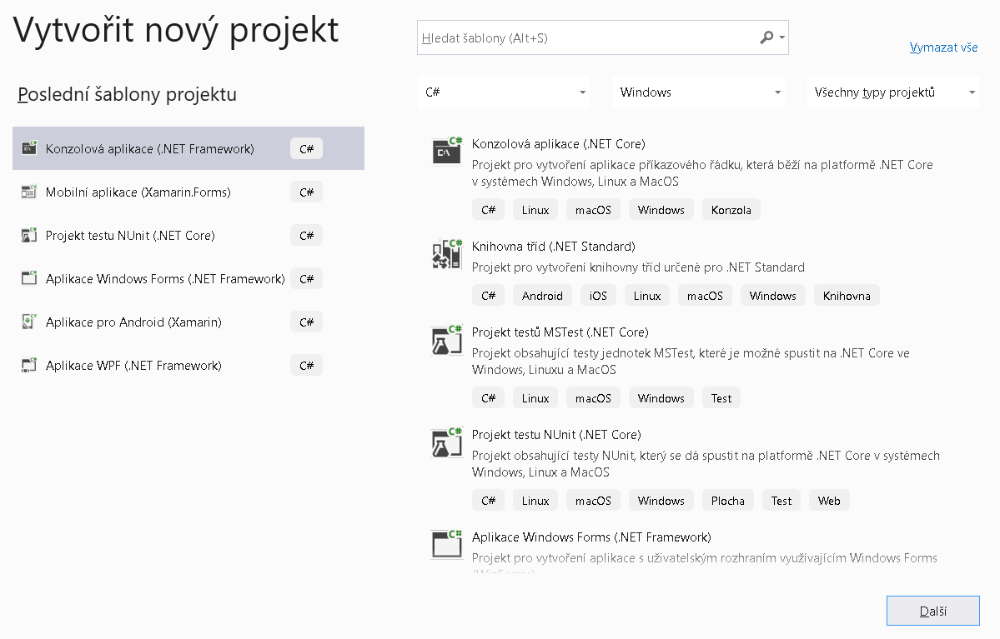 Vytvořit nový projekt
Hledat šablony (Alt+S)
Vymazat vše
Poslední šablony projektu
C#
Windows
Všechny typy projektů
Konzolová aplikace (.NET Framework) C#
Mobilní aplikace (Xamarin.Forms) C#
Projekt testu NUnit (.NET Core) C#
Aplikace Windows Forms (.NET Framework) C#
Aplikace pro Android (Xamarin) C#
Aplikace WPF (.NET Framework) C#
Konzolová aplikace (.NET Core)
Projekt pro vytvoření aplikace příkazového řádku, která běží na platformě .NET Core
v systémech Windows, Linux a MacOS
C# Linux macOS Windows Konzola
Knihovna tříd (.NET Standard)
Projekt pro vytvoření knihovny tříd určené pro .NET Standard
C# Android iOS Linux macOS Windows Knihovna
Projekt testů MSTest (.NET Core)
Projekt obsahující testy jednotek MSTest, které je možné spustit na .NET Core ve
Windows, Linuxu a MacOS
C# Linux macOS Windows Test
Projekt testu NUnit (.NET Core)
Projekt obsahující testy NUnit, který se dá spustit na platformě .NET Core v systémech
Windows, Linux a MacOS
C# Linux macOS Windows Plocha Test Web
Aplikace Windows Forms (.NET Framework)
Projekt pro vytvoření aplikace s uživatelským rozhraním využívajícím Windows Forms
Další